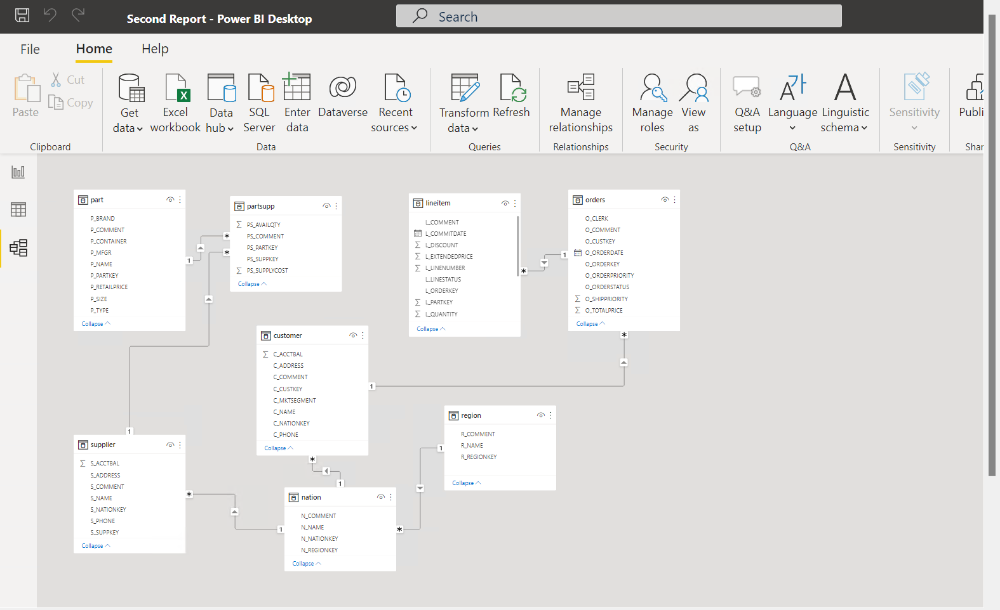 Second Report - Power BI Desktop
Search
File Home Help
Paste
Cut
Copy
Clipboard
Get data
Excel workbook
Data hub
SQL Server
Enter data
Dataverse
Recent sources
Data
Transform data
Refresh
Queries
Manage relationships
Relationships
Manage roles
View as
Security
Q&A setup
Language
Linguistic schema
Q&A
Sensitivity
Sensitivity
Publi
Shar
part
P_BRAND
P_COMMENT
P_CONTAINER
P_MFGR
P_NAME
P_PARTKEY
P_RETAILPRICE
P_SIZE
P_TYPE
Collapse
1
partsupp
PS_AVAILQTY
PS_COMMENT
PS_PARTKEY
PS_SUPPKEY
PS_SUPPLYCOST
Collapse
*
*
lineitem
L_COMMENT
L_COMMITDATE
L_DISCOUNT
L_EXTENDEDPRICE
L_LINENUMBER
L_LINESTATUS
L_ORDERKEY
L_PARTKEY
L_QUANTITY
Collapse
*
1
orders
O_CLERK
O_COMMENT
O_CUSTKEY
O_ORDERDATE
O_ORDERKEY
O_ORDERPRIORITY
O_ORDERSTATUS
O_SHIPPRIORITY
O_TOTALPRICE
Collapse
*
customer
C_ACCTBAL
C_ADDRESS
C_COMMENT
C_CUSTKEY
C_MKTSEGMENT
C_NAME
C_NATIONKEY
C_PHONE
Collapse
1
*
region
R_COMMENT
R_NAME
R_REGIONKEY
Collapse
1
1
supplier
S_ACCTBAL
S_ADDRESS
S_COMMENT
S_NAME
S_NATIONKEY
S_PHONE
S_SUPPKEY
Collapse
*
1
nation
N_COMMENT
N_NAME
N_NATIONKEY
N_REGIONKEY
Collapse
1
*